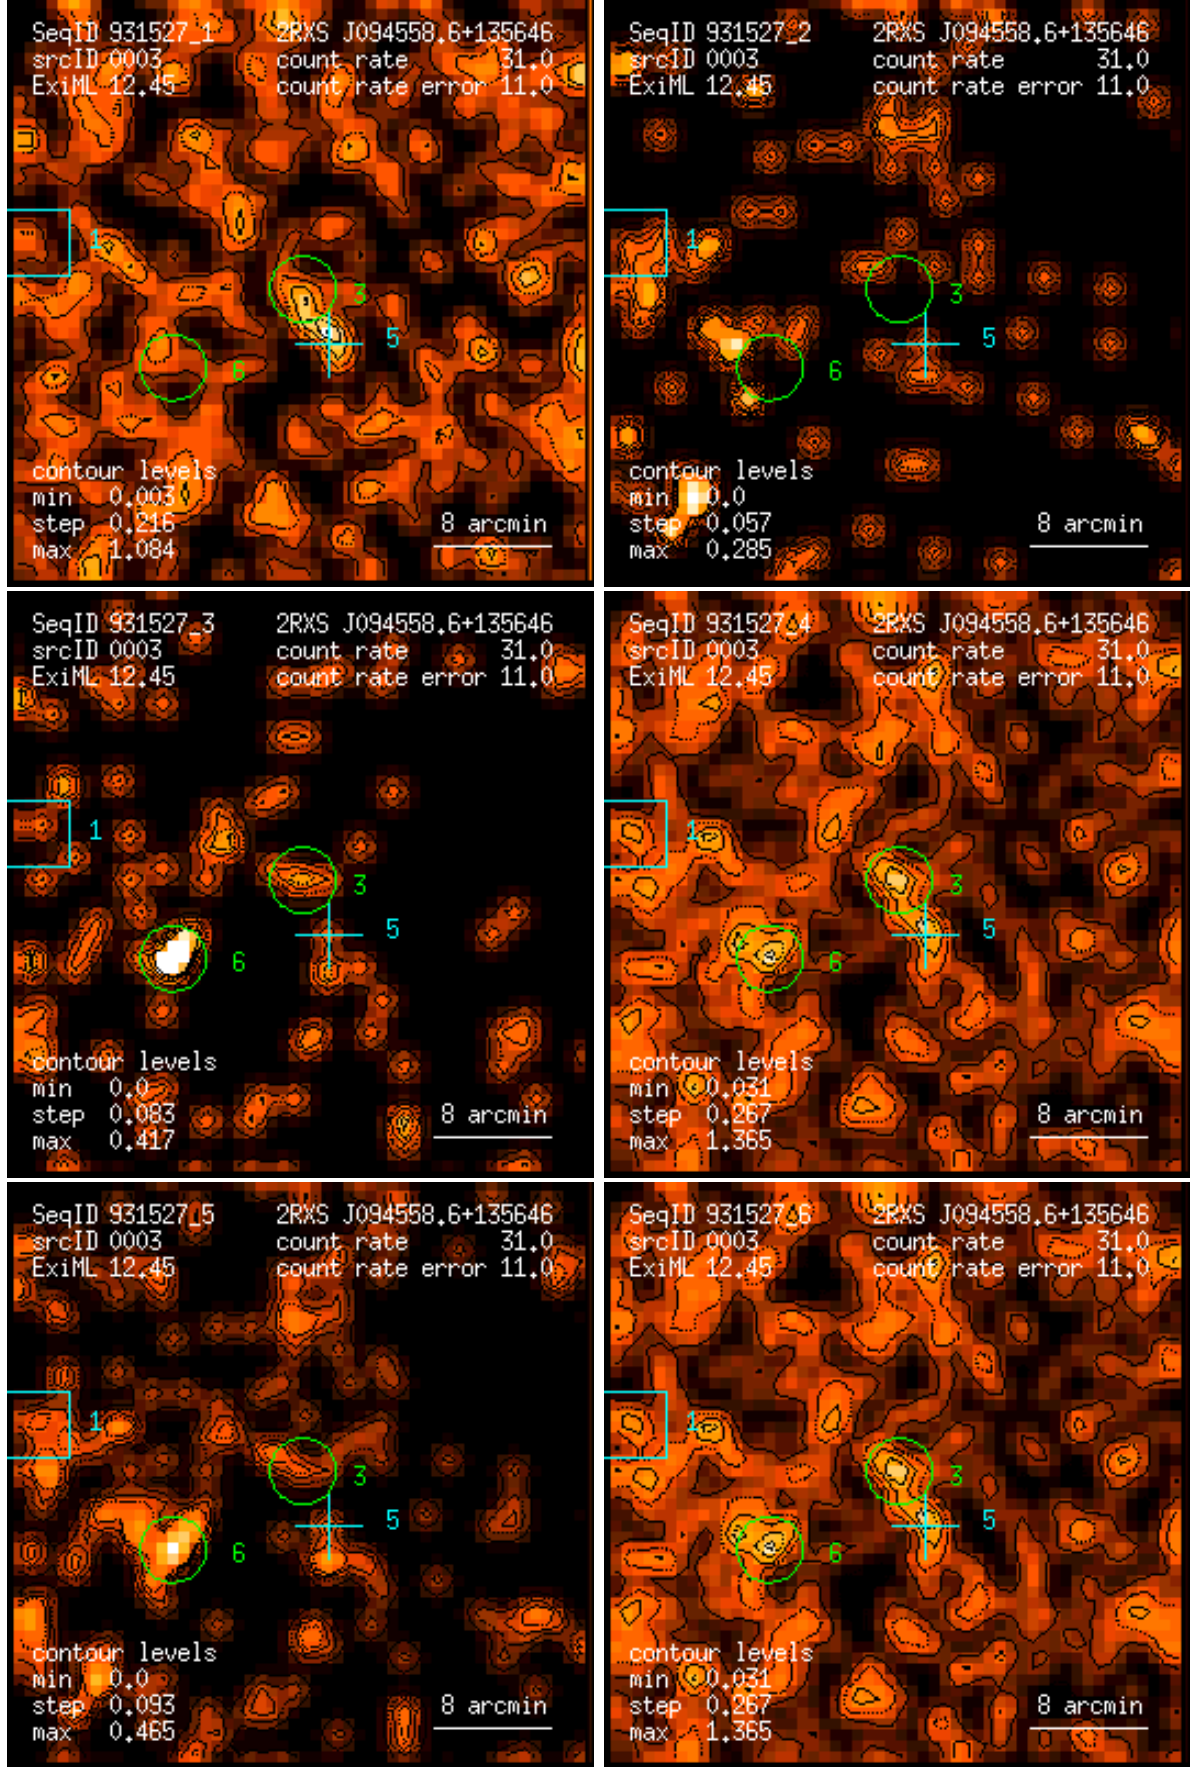 SeqID 931527_1 2RXS J094558.6+135646
srcID 0003 count rate 31.0
ExiML 12.45 count rate error 11.0
1
3
5
6
contour levels
min 0.003
step 0.216 8 arcmin
max 1.084
SeqID 931527_2 2RXS J094558.6+135646
srcID 0003 count rate 31.0
ExiML 12.45 count rate error 11.0
1
3
5
6
contour levels
min 0.0
step 0.057 8 arcmin
max 0.285
SeqID 931527_3 2RXS J094558.6+135646
srcID 0003 count rate 31.0
ExiML 12.45 count rate error 11.0
1
3
5
6
contour levels
min 0.0
step 0.083 8 arcmin
max 0.417
SeqID 931527_4 2RXS J094558.6+135646
srcID 0003 count rate 31.0
ExiML 12.45 count rate error 11.0
1
3
5
6
contour levels
min 0.031
step 0.267 8 arcmin
max 1.365
SeqID 931527_5 2RXS J094558.6+135646
srcID 0003 count rate 31.0
ExiML 12.45 count rate error 11.0
1
3
5
6
contour levels
min 0.0
step 0.093 8 arcmin
max 0.465
SeqID 931527_6 2RXS J094558.6+135646
srcID 0003 count rate 31.0
ExiML 12.45 count rate error 11.0
1
3
5
6
contour levels
min 0.031
step 0.267 8 arcmin
max 1.365